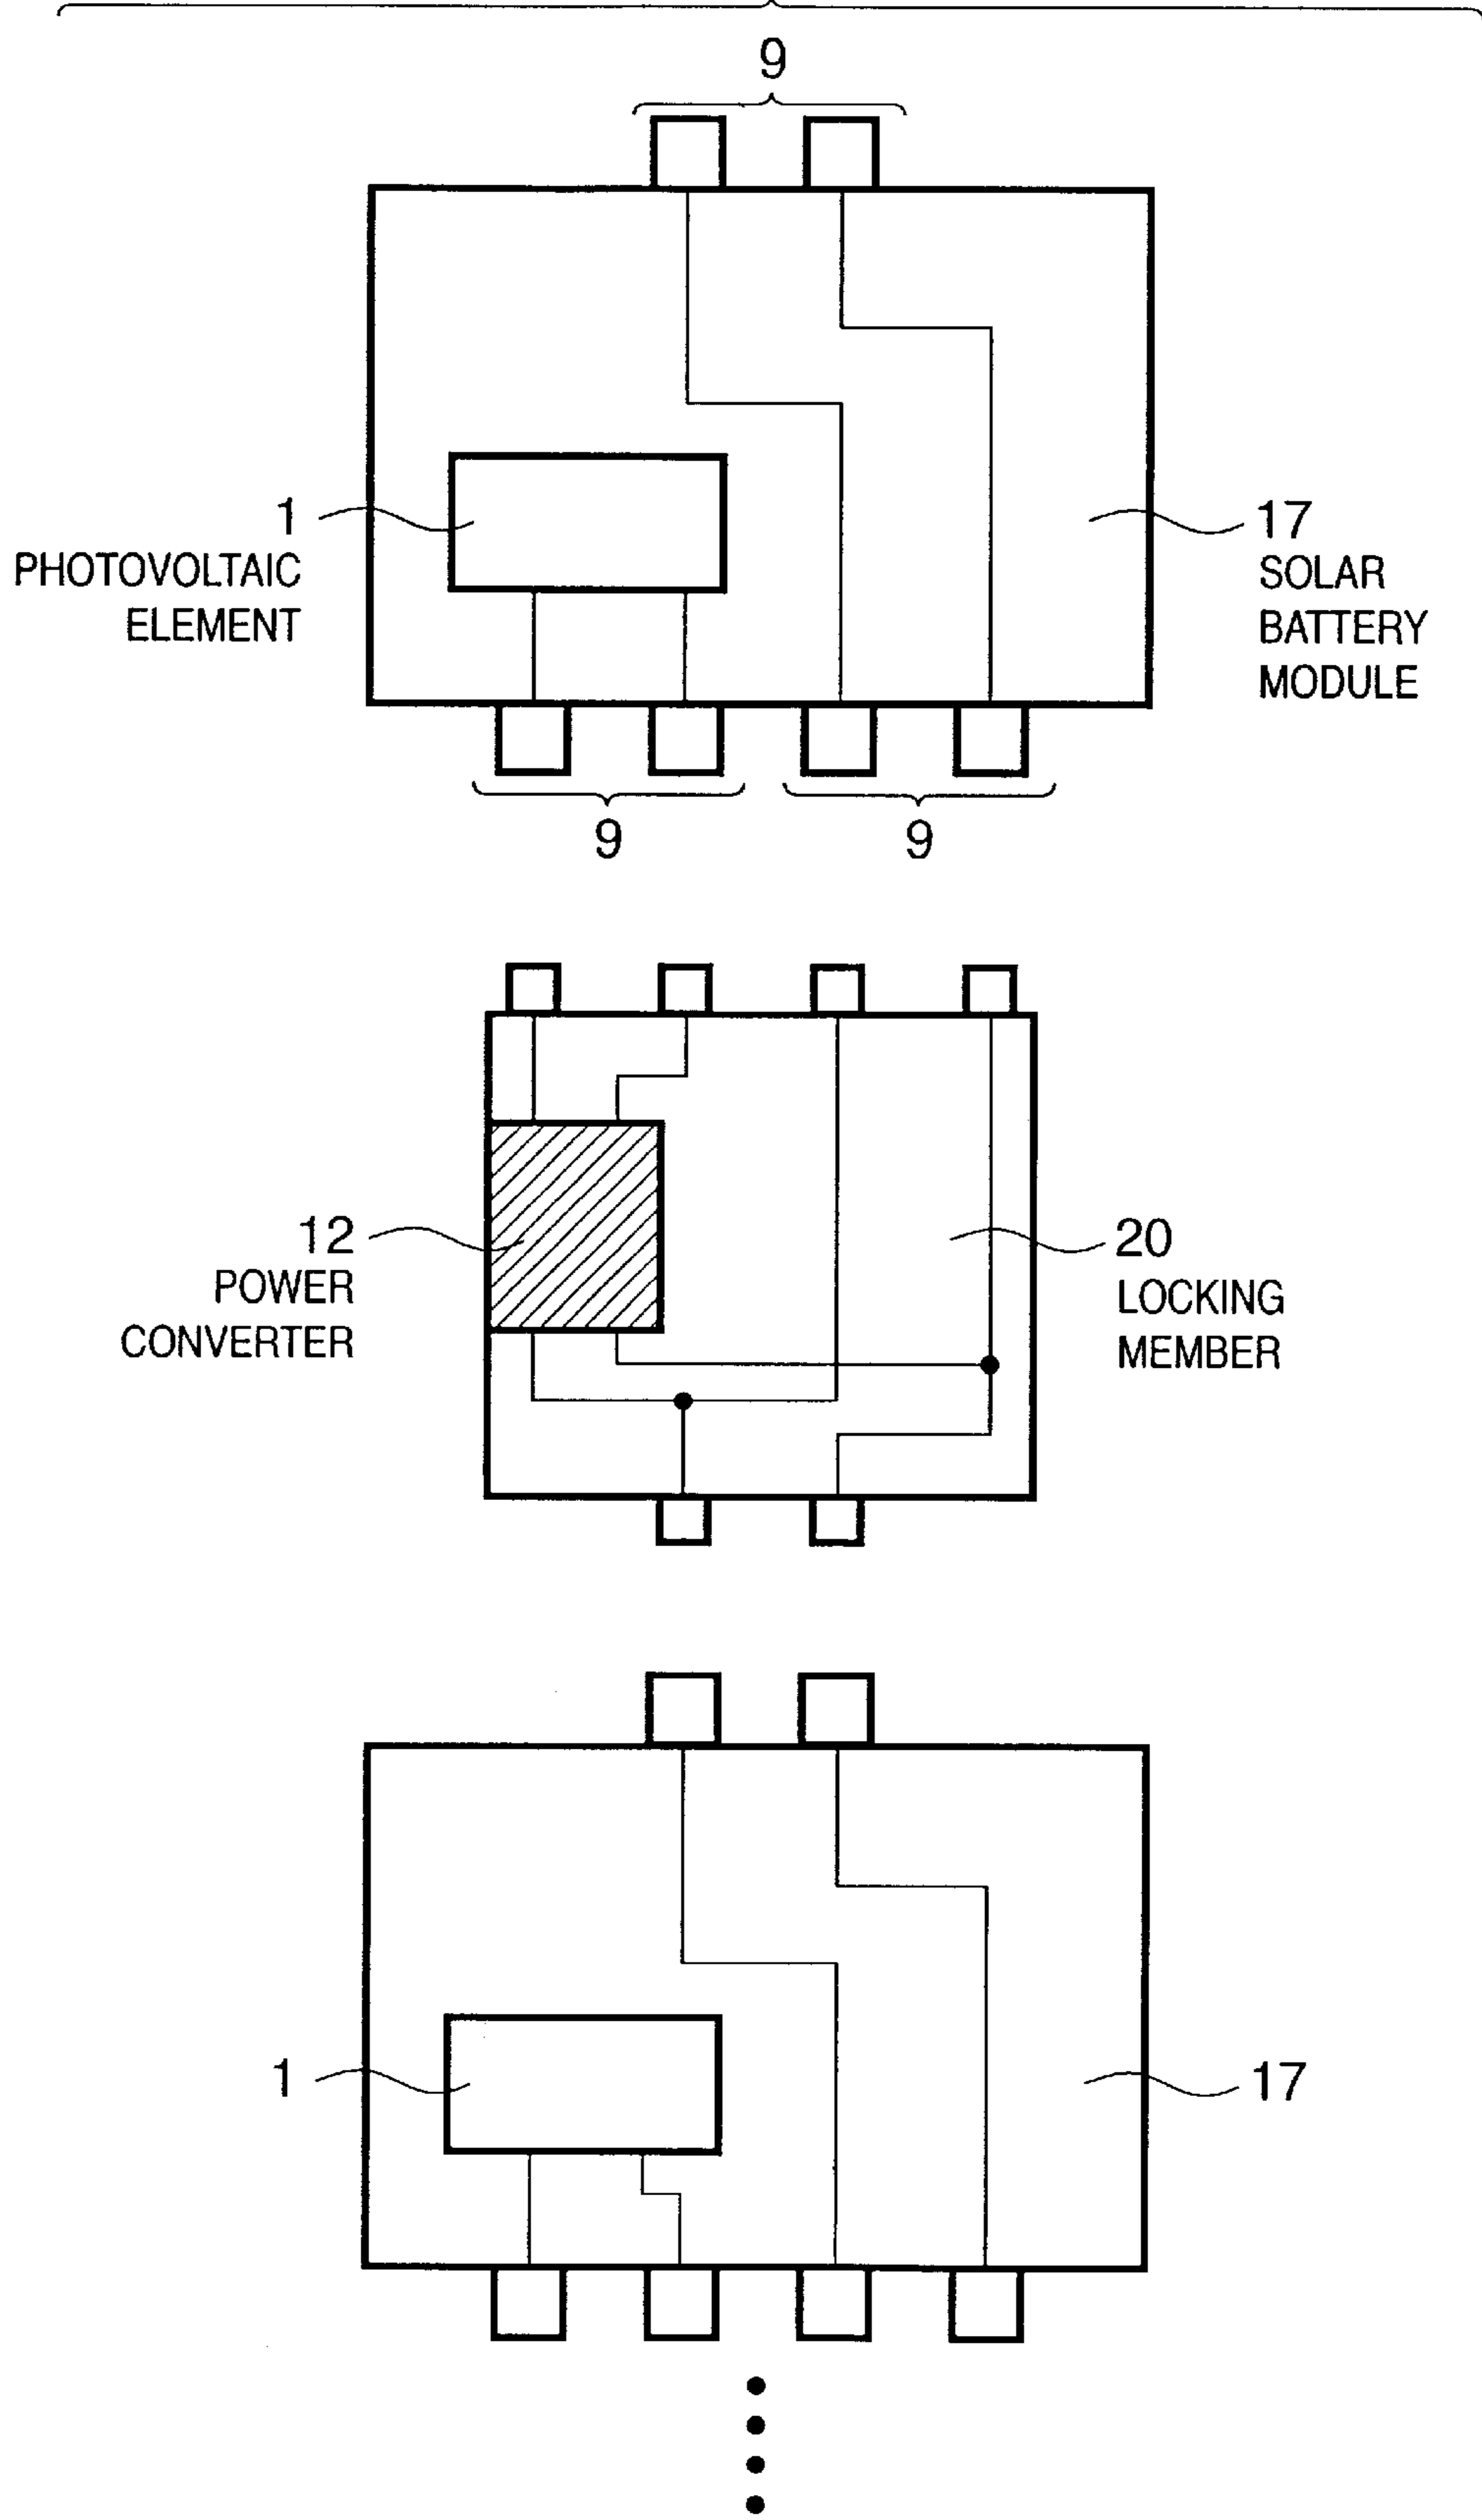 9
1
PHOTOVOLTAIC
ELEMENT
17
SOLAR
BATTERY
MODULE
9 9
12
POWER
CONVERTER
20
LOCKING
MEMBER
1
17